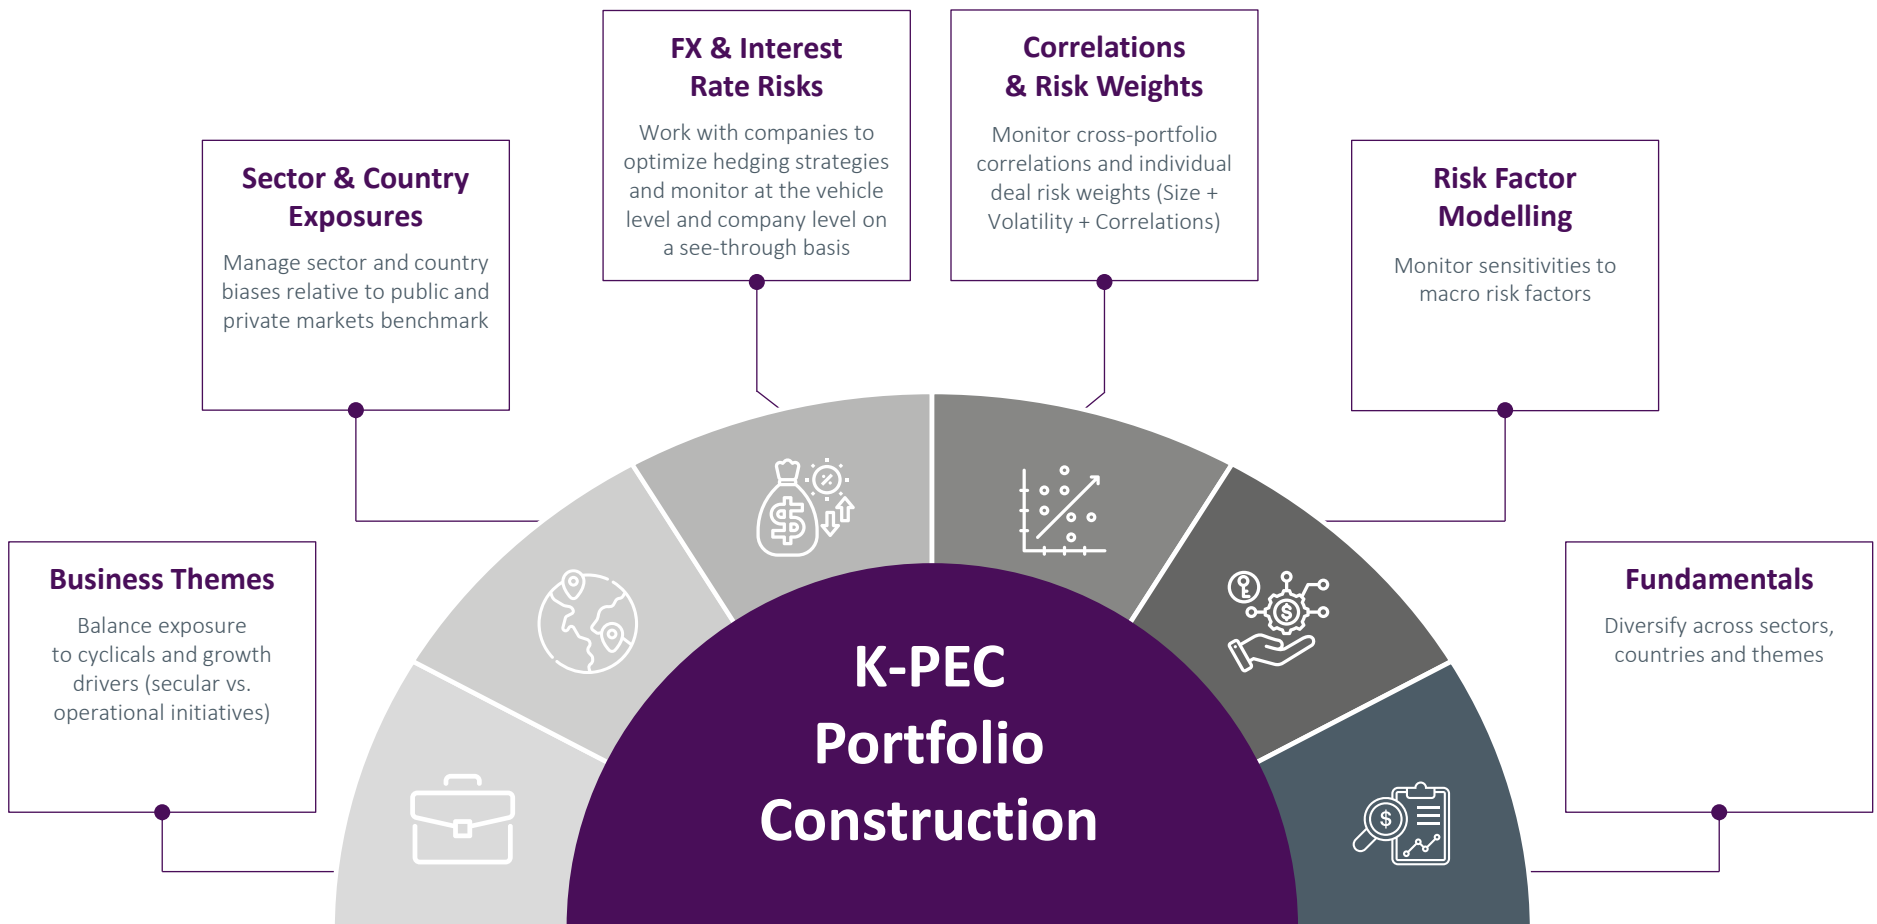 FX & Interest
Rate Risks
Work with companies to
optimize hedging strategies
and monitor at the vehicle
level and company level on
a see-through basis
Correlations
& Risk Weights
Monitor cross-portfolio
correlations and individual
deal risk weights (Size +
Volatility + Correlations)
Sector & Country
Exposures
Manage sector and country
biases relative to public and
private markets benchmark
Risk Factor
Modelling
Monitor sensitivities to
macro risk factors
Business Themes
Balance exposure
to cyclicals and growth
drivers (secular vs.
operational initiatives)
Fundamentals
Diversify across sectors,
countries and themes
K-PEC
Portfolio
Construction